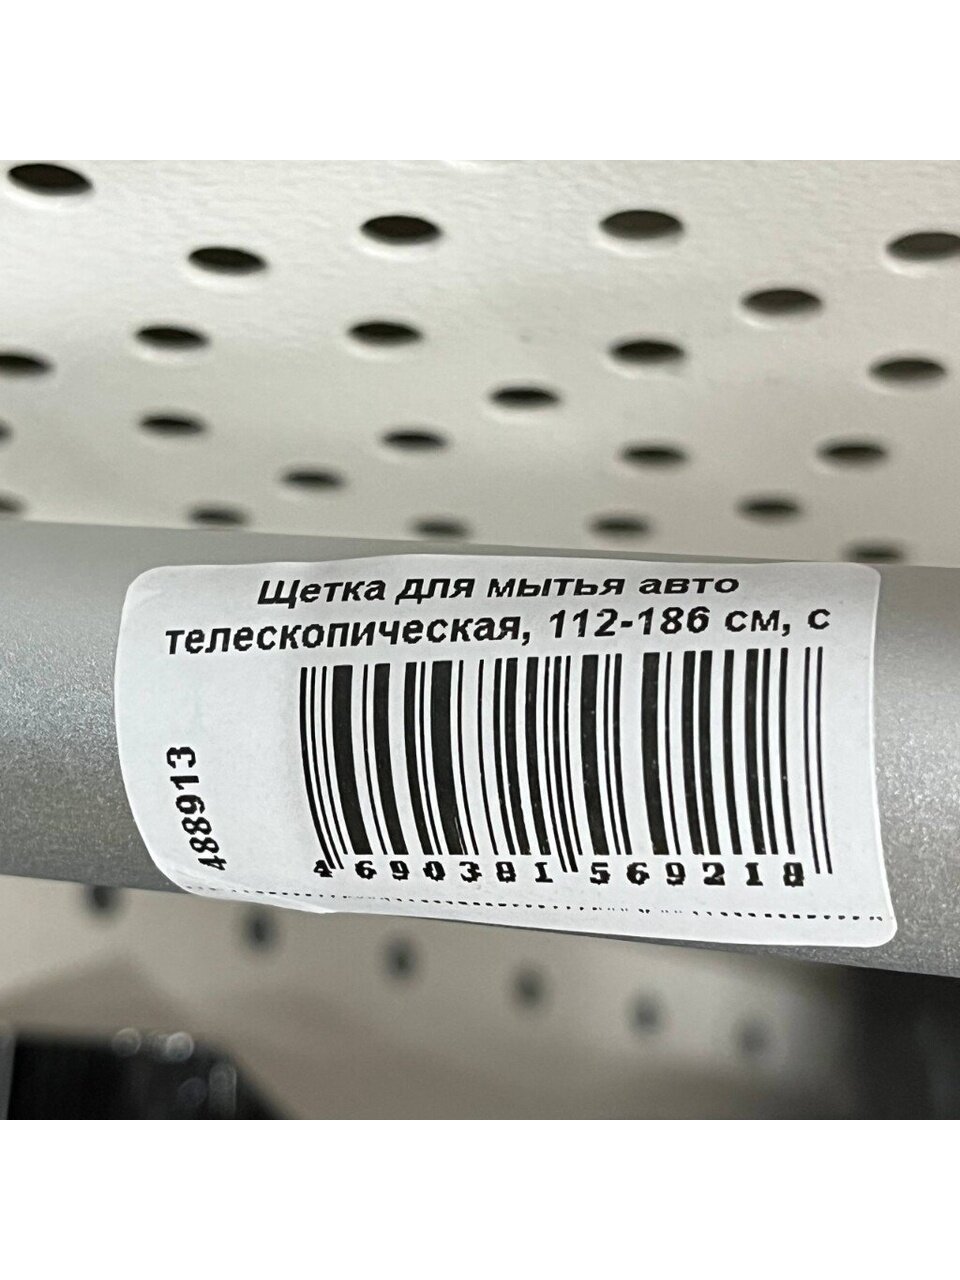 Щетка для мытья авто
телескопическая, 112-186 см, с
488913
4690381569218